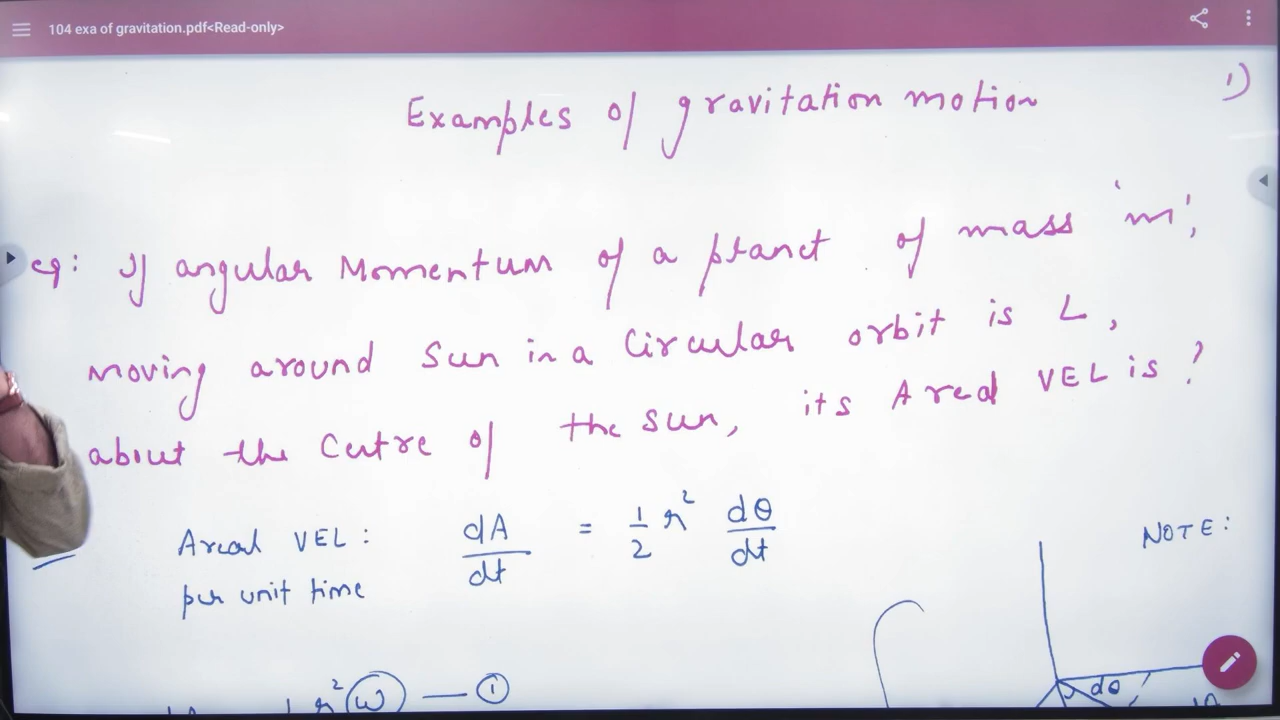 104 exa of gravitation.pdf<Read-only>
1)
Examples of gravitation motion
eg: If angular Momentum of a planet of mass 'm',
moving around Sun in a Circular orbit is L,
about the Centre of the sun, its Areal VEL is ?
Areal VEL : dA/dt = 1/2 r² dθ/dt
per unit time
NOTE:
r² ω — ①
dθ